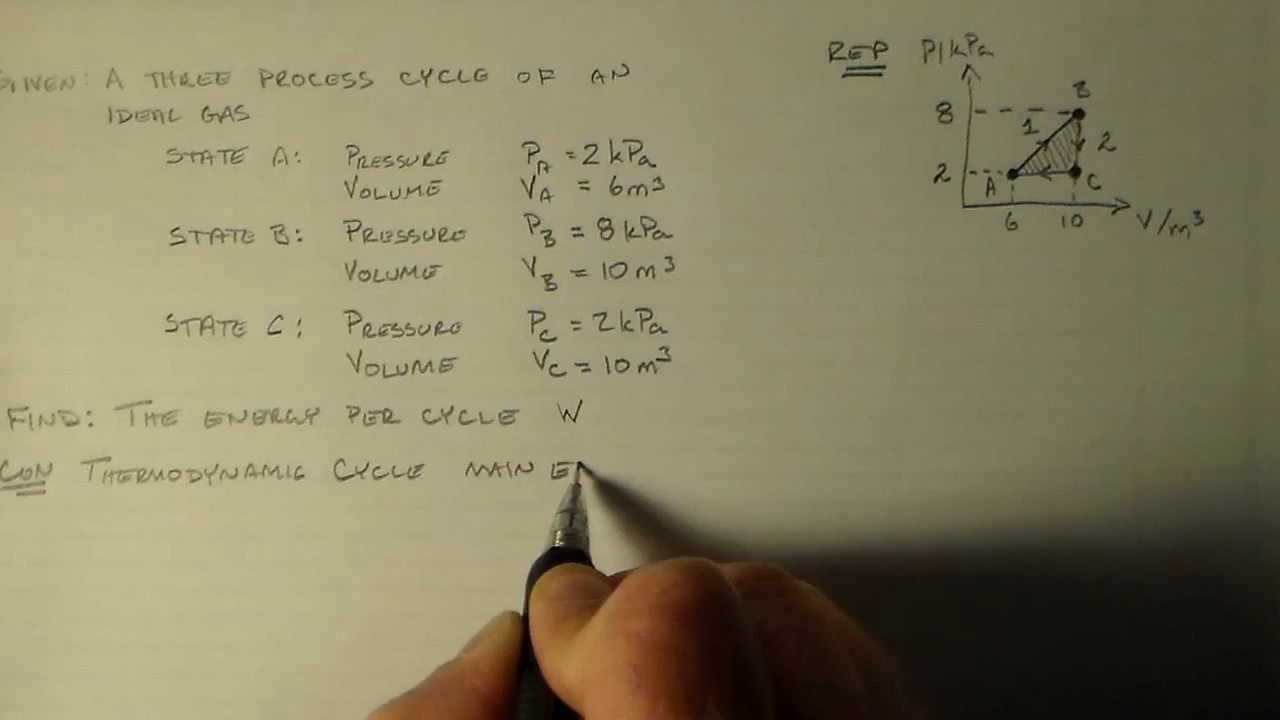 GIVEN: A THREE PROCESS CYCLE OF AN
IDEAL GAS
STATE A: PRESSURE P_A = 2 kPa
VOLUME V_A = 6 m³
STATE B: PRESSURE P_B = 8 kPa
VOLUME V_B = 10 m³
STATE C: PRESSURE P_C = 2 kPa
VOLUME V_C = 10 m³
FIND: THE ENERGY PER CYCLE W
CON THERMODYNAMIC CYCLE MAIN E
REP P/kPa
B
8
1
2
2
A
C
6 10
V/m³